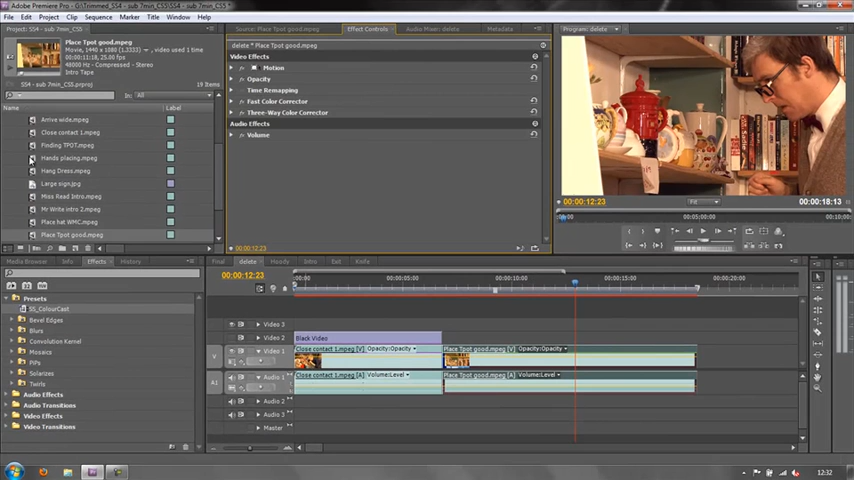 Adobe Premiere Pro - G:\Trimmed_SS4\SS4 - sub 7min_CS5 *
File Edit Project Clip Sequence Marker Title Window Help
Project: SS4 - sub 7min_CS5
Place Tpot good.mpeg
Movie, 1440 x 1080 (1.3333) , video used 1 time
00:00:11:18, 25.00 fps
48000 Hz - Compressed - Stereo
Intro Tape
SS4 - sub 7min_CS5
19 Items
In: All
Name Label
Arrive wide.mpeg
Close contact 1.mpeg
Finding TPOT.mpeg
Hands placing.mpeg
Hang Dress.mpeg
Large sign.jpg
Miss Read Intro.mpeg
Mr Write intro 2.mpeg
Place hat WMC.mpeg
Place Tpot good.mpeg
Source: Place Tpot good.mpeg Effect Controls Audio Mixer: delete Metadata
delete * Place Tpot good.mpeg
Video Effects
Motion
Opacity
Time Remapping
Fast Color Corrector
Three-Way Color Corrector
Audio Effects
Volume
00:00:12:23
Program: delete
00:00:12:23 Fit 00:00:18:13
00:05:00:00 00:10:00
Media Browser Info Effects History
Presets
SS_ColourCast
Bevel Edges
Blurs
Convolution Kernel
Mosaics
PiPs
Solarizes
Twirls
Audio Effects
Audio Transitions
Video Effects
Video Transitions
Final delete Hoody Intro Exit Knife
00:00:12:23
00:00 00:00:05:00 00:00:10:00 00:00:15:00 00:00:20:00
Video 3
Video 2 Black Video
V Video 1 Close contact 1.mpeg [V] Opacity:Opacity Place Tpot good.mpeg [V] Opacity:Opacity
A1 Audio 1 Close contact 1.mpeg [A] Volume:Level Place Tpot good.mpeg [A] Volume:Level
Audio 2
Audio 3
Master
12:32